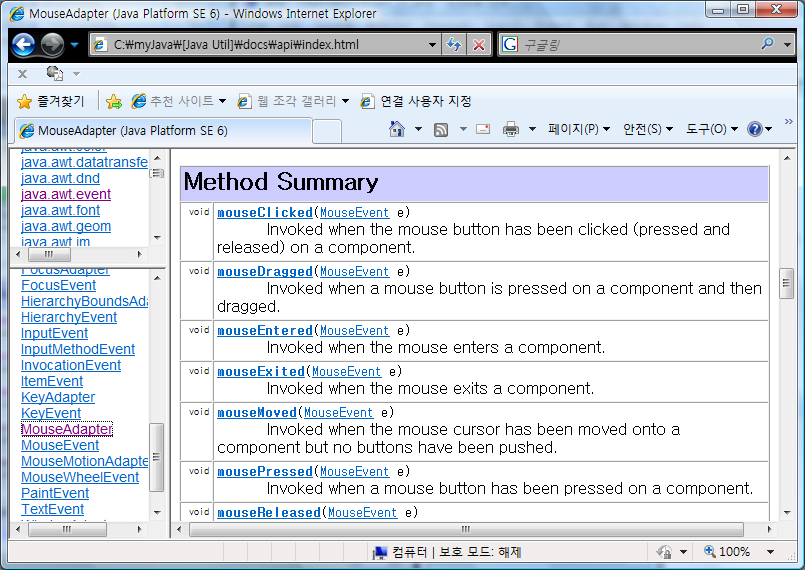 MouseAdapter (Java Platform SE 6) - Windows Internet Explorer
C:\myJava\[Java Util]\docs\api\index.html
구글링
즐겨찾기
추천 사이트
웹 조각 갤러리
연결 사용자 지정
MouseAdapter (Java Platform SE 6)
페이지(P)
안전(S)
도구(O)
java.awt.color
java.awt.datatransfe
java.awt.dnd
java.awt.event
java.awt.font
java.awt.geom
java.awt.im
FocusAdapter
FocusEvent
HierarchyBoundsAda
HierarchyEvent
InputEvent
InputMethodEvent
InvocationEvent
ItemEvent
KeyAdapter
KeyEvent
MouseAdapter
MouseEvent
MouseMotionAdapte
MouseWheelEvent
PaintEvent
TextEvent
Method Summary
void mouseClicked(MouseEvent e)
Invoked when the mouse button has been clicked (pressed and
released) on a component.
void mouseDragged(MouseEvent e)
Invoked when a mouse button is pressed on a component and then
dragged.
void mouseEntered(MouseEvent e)
Invoked when the mouse enters a component.
void mouseExited(MouseEvent e)
Invoked when the mouse exits a component.
void mouseMoved(MouseEvent e)
Invoked when the mouse cursor has been moved onto a
component but no buttons have been pushed.
void mousePressed(MouseEvent e)
Invoked when a mouse button has been pressed on a component.
void mouseReleased(MouseEvent e)
컴퓨터 | 보호 모드: 해제
100%